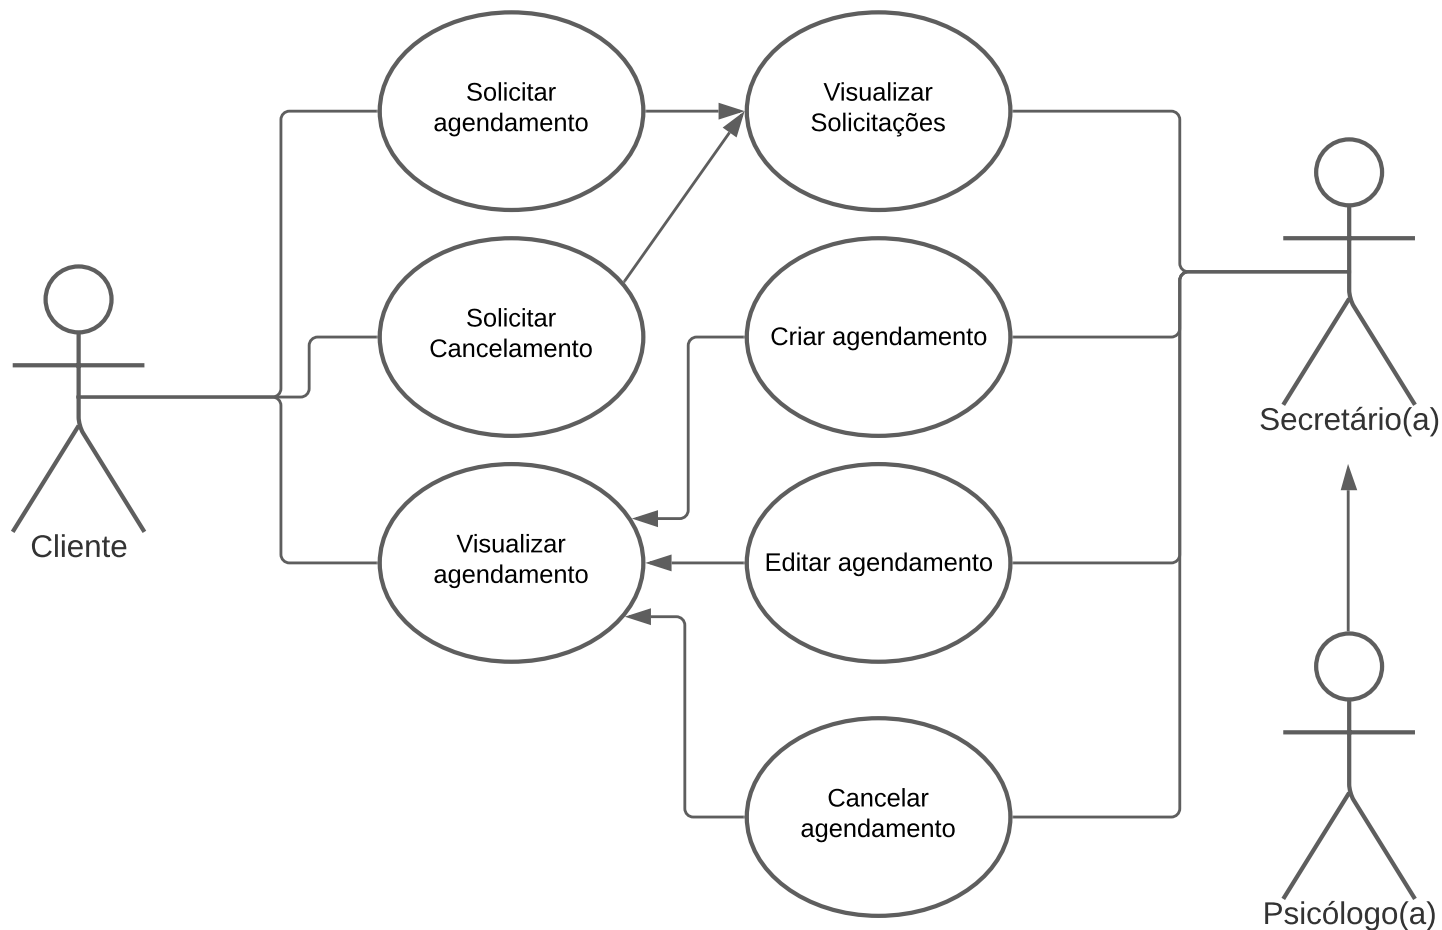 Solicitar
agendamento
Visualizar
Solicitações
Solicitar
Cancelamento
Criar agendamento
Secretário(a)
Cliente
Visualizar
agendamento
Editar agendamento
Cancelar
agendamento
Psicólogo(a)